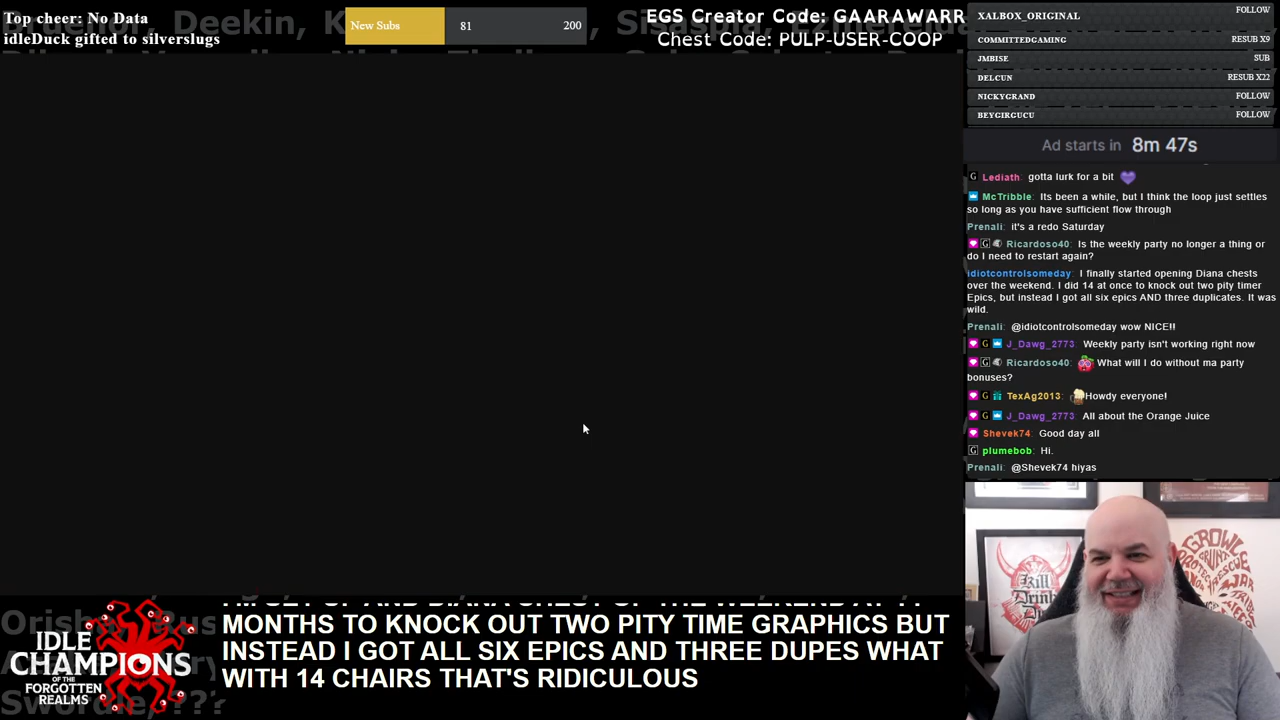 Top cheer: No Data
idleDuck gifted to silverslugs
New Subs 81 200
EGS Creator Code: GAARAWARR
Chest Code: PULP-USER-COOP
XALBOX_ORIGINAL FOLLOW
COMMITTEDGAMING RESUB X9
JMBISE SUB
DELCUN RESUB X22
NICKYGRAND FOLLOW
BEYGIRGUCU FOLLOW
Ad starts in 8m 47s
Lediath: gotta lurk for a bit
McTribble: Its been a while, but I think the loop just settles
so long as you have sufficient flow through
Prenali: it's a redo Saturday
Ricardoso40: Is the weekly party no longer a thing or
do I need to restart again?
idiotcontrolsomeday: I finally started opening Diana chests
over the weekend. I did 14 at once to knock out two pity timer
Epics, but instead I got all six epics AND three duplicates. It was
wild.
Prenali: @idiotcontrolsomeday wow NICE!!
J_Dawg_2773: Weekly party isn't working right now
Ricardoso40: What will I do without ma party
bonuses?
TexAg2013: Howdy everyone!
J_Dawg_2773: All about the Orange Juice
Shevek74: Good day all
plumebob: Hi.
Prenali: @Shevek74 hiyas
KILL
DRINK
GROW
GRUNT
IDLE
CHAMPIONS
OF THE
FORGOTTEN
REALMS
MONTHS TO KNOCK OUT TWO PITY TIME GRAPHICS BUT
INSTEAD I GOT ALL SIX EPICS AND THREE DUPES WHAT
WITH 14 CHAIRS THAT'S RIDICULOUS